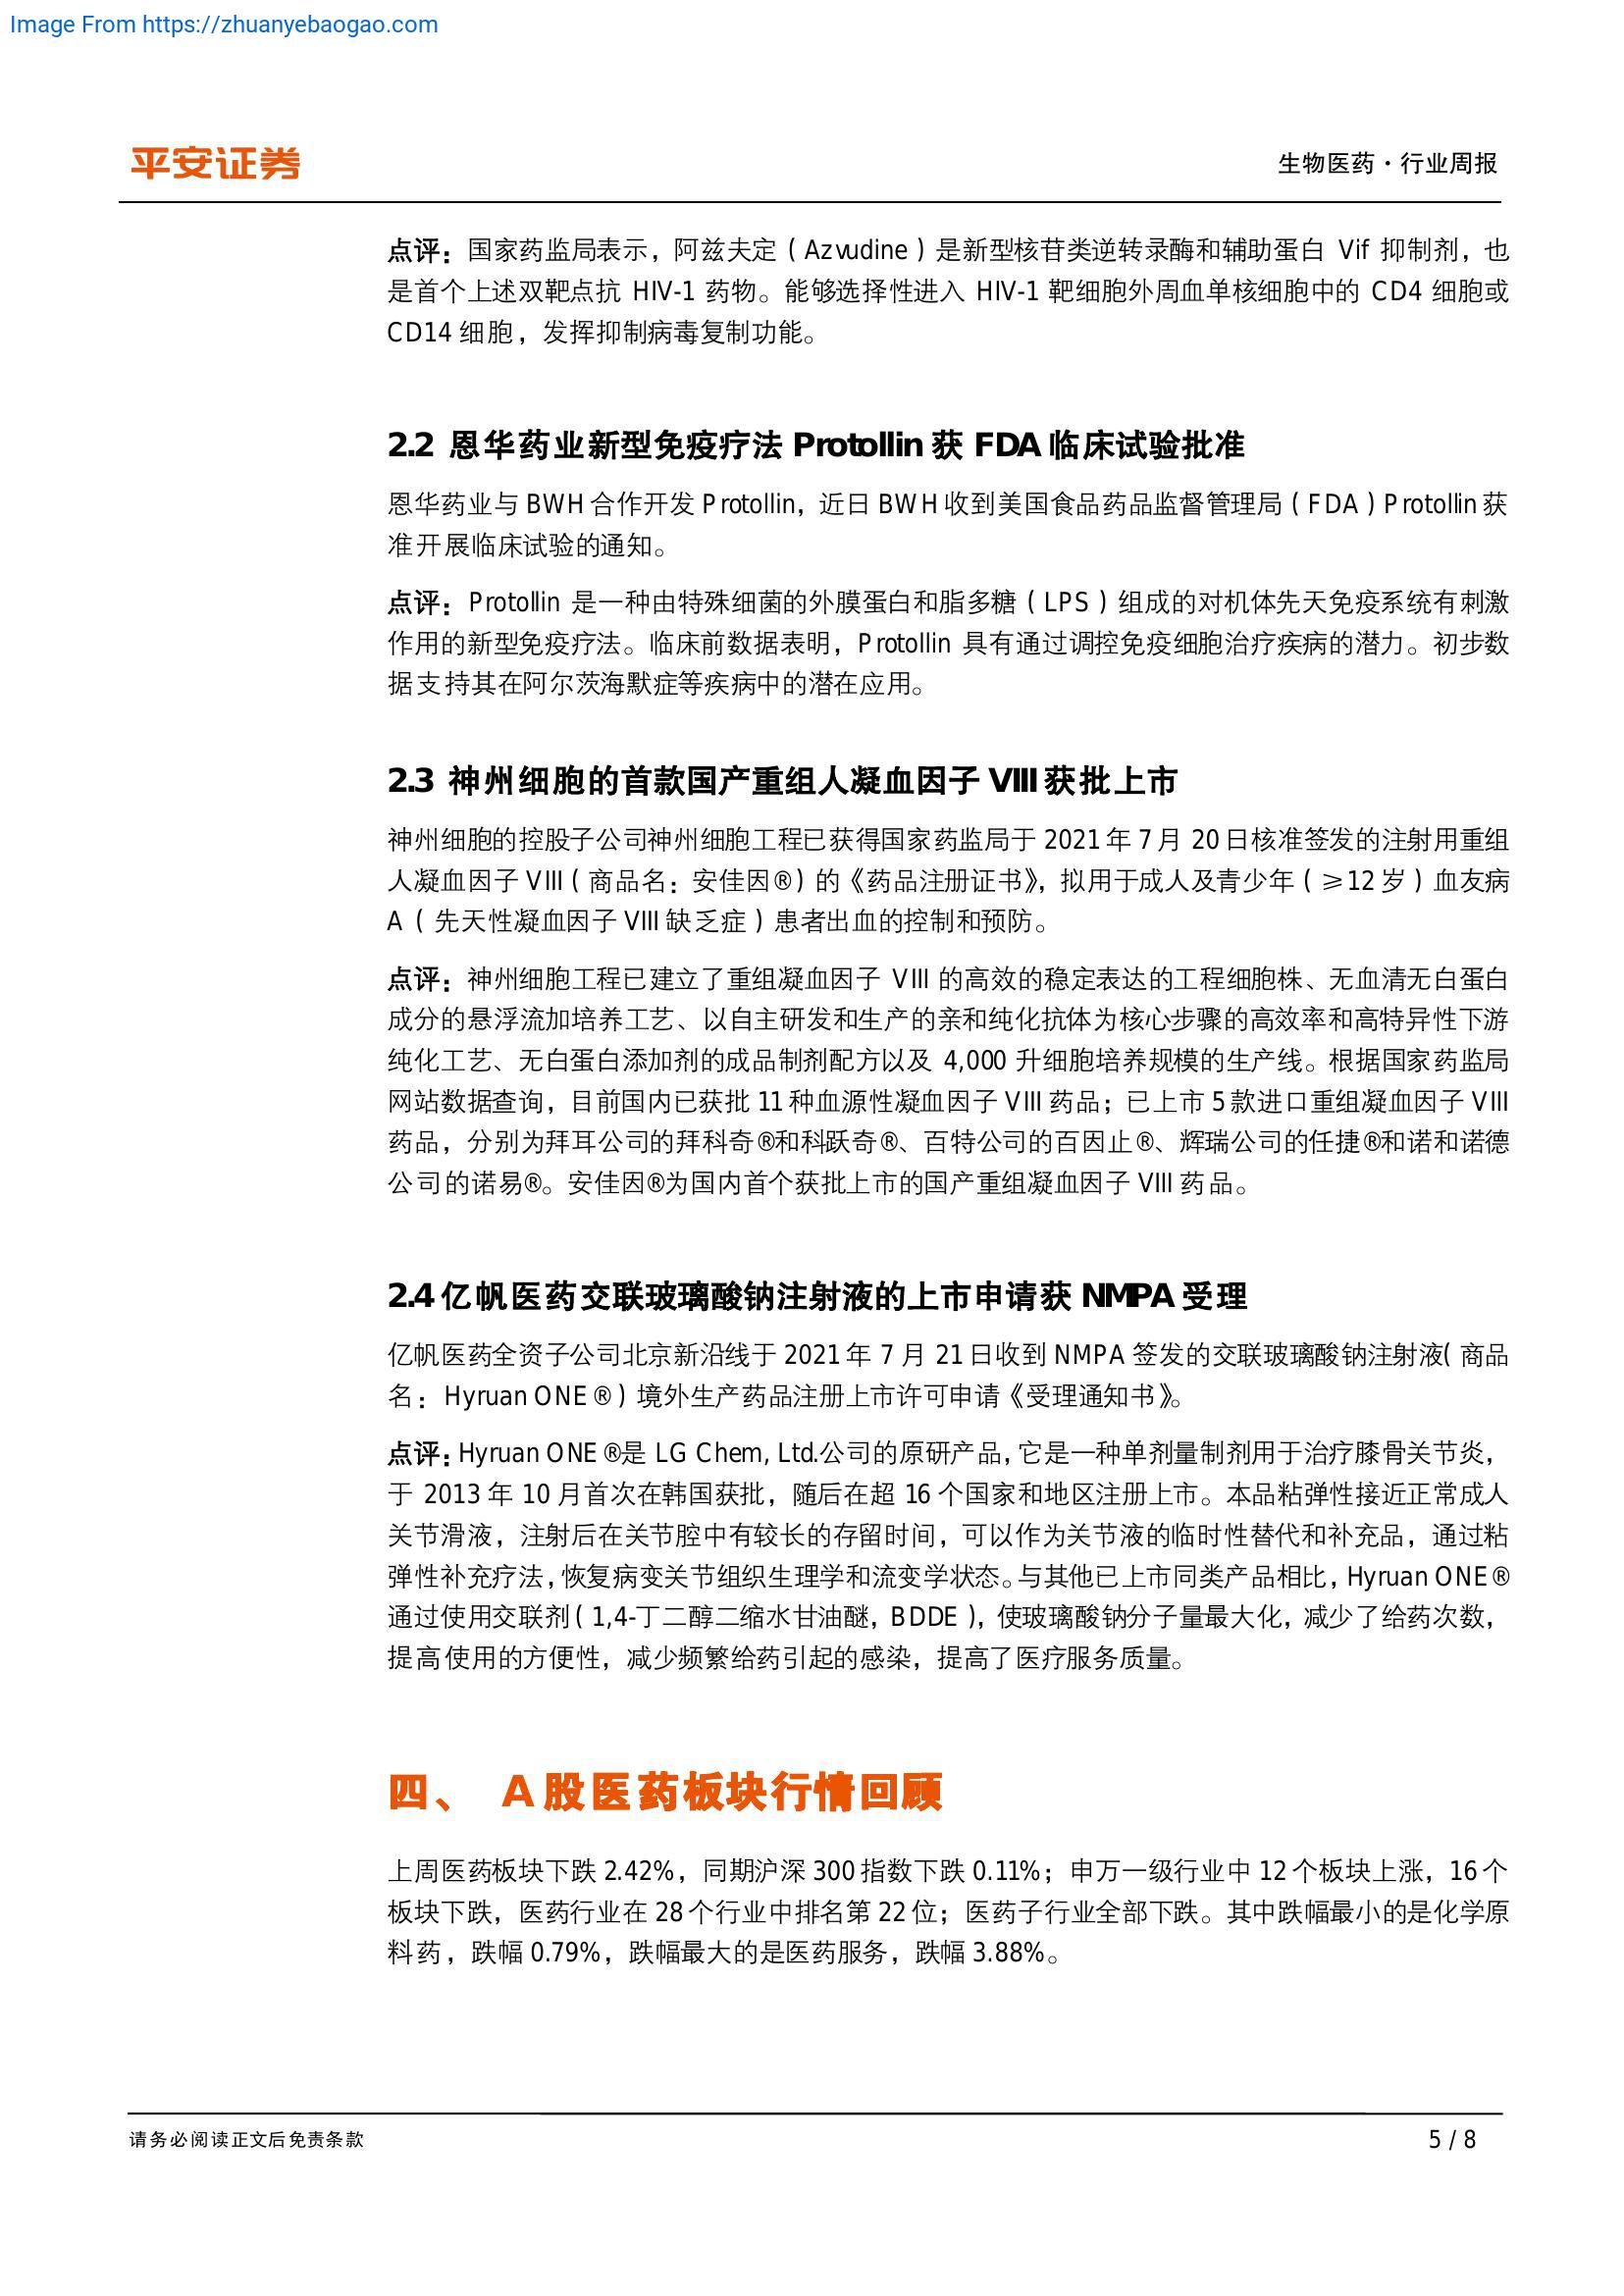 Image From https://zhuanyebaogao.com
平安证券
生物医药·行业周报
点评：国家药监局表示，阿兹夫定（Azvudine）是新型核苷类逆转录酶和辅助蛋白 Vif 抑制剂，也
是首个上述双靶点抗 HIV-1 药物。能够选择性进入 HIV-1 靶细胞外周血单核细胞中的 CD4 细胞或
CD14 细胞，发挥抑制病毒复制功能。
2.2 恩华药业新型免疫疗法 Protollin 获 FDA 临床试验批准
恩华药业与 BWH 合作开发 Protollin，近日 BWH 收到美国食品药品监督管理局（FDA）Protollin 获
准开展临床试验的通知。
点评：Protollin 是一种由特殊细菌的外膜蛋白和脂多糖（LPS）组成的对机体先天免疫系统有刺激
作用的新型免疫疗法。临床前数据表明，Protollin 具有通过调控免疫细胞治疗疾病的潜力。初步数
据支持其在阿尔茨海默症等疾病中的潜在应用。
2.3 神州细胞的首款国产重组人凝血因子 VIII 获批上市
神州细胞的控股子公司神州细胞工程已获得国家药监局于 2021 年 7 月 20 日核准签发的注射用重组
人凝血因子 VIII（商品名：安佳因®）的《药品注册证书》，拟用于成人及青少年（≥12 岁）血友病
A（先天性凝血因子 VIII 缺乏症）患者出血的控制和预防。
点评：神州细胞工程已建立了重组凝血因子 VIII 的高效的稳定表达的工程细胞株、无血清无白蛋白
成分的悬浮流加培养工艺、以自主研发和生产的亲和纯化抗体为核心步骤的高效率和高特异性下游
纯化工艺、无白蛋白添加剂的成品制剂配方以及 4,000 升细胞培养规模的生产线。根据国家药监局
网站数据查询，目前国内已获批 11 种血源性凝血因子 VIII 药品；已上市 5 款进口重组凝血因子 VIII
药品，分别为拜耳公司的拜科奇®和科跃奇®、百特公司的百因止®、辉瑞公司的任捷®和诺和诺德
公司的诺易®。安佳因®为国内首个获批上市的国产重组凝血因子 VIII 药品。
2.4 亿帆医药交联玻璃酸钠注射液的上市申请获 NMPA 受理
亿帆医药全资子公司北京新沿线于 2021 年 7 月 21 日收到 NMPA 签发的交联玻璃酸钠注射液（商品
名：Hyruan ONE®）境外生产药品注册上市许可申请《受理通知书》。
点评：Hyruan ONE®是 LG Chem, Ltd.公司的原研产品，它是一种单剂量制剂用于治疗膝骨关节炎，
于 2013 年 10 月首次在韩国获批，随后在超 16 个国家和地区注册上市。本品粘弹性接近正常成人
关节滑液，注射后在关节腔中有较长的存留时间，可以作为关节液的临时性替代和补充品，通过粘
弹性补充疗法，恢复病变关节组织生理学和流变学状态。与其他已上市同类产品相比，Hyruan ONE®
通过使用交联剂（1,4-丁二醇二缩水甘油醚，BDDE），使玻璃酸钠分子量最大化，减少了给药次数，
提高使用的方便性，减少频繁给药引起的感染，提高了医疗服务质量。
四、 A 股医药板块行情回顾
上周医药板块下跌 2.42%，同期沪深 300 指数下跌 0.11%；申万一级行业中 12 个板块上涨，16 个
板块下跌，医药行业在 28 个行业中排名第 22 位；医药子行业全部下跌。其中跌幅最小的是化学原
料药，跌幅 0.79%，跌幅最大的是医药服务，跌幅 3.88%。
请务必阅读正文后免责条款
5 / 8